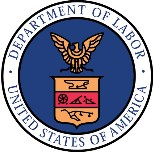 DEPARTMENT OF LABOR
UNITED STATES OF AMERICA